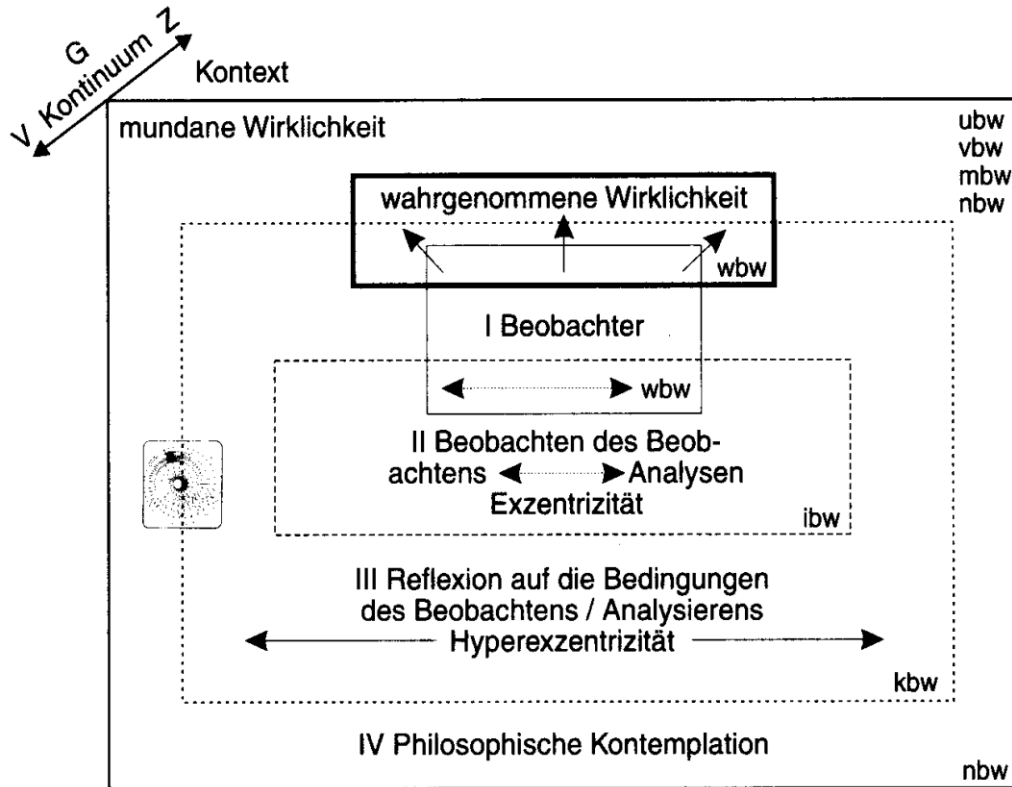 V Kontinuum Z
G
Kontext
mundane Wirklichkeit
ubw
vbw
mbw
nbw
wahrgenommene Wirklichkeit
wbw
I Beobachter
wbw
II Beobachten des Beob-
achtens Analysen
Exzentrizität
ibw
III Reflexion auf die Bedingungen
des Beobachtens / Analysierens
Hyperexzentrizität
kbw
IV Philosophische Kontemplation
nbw